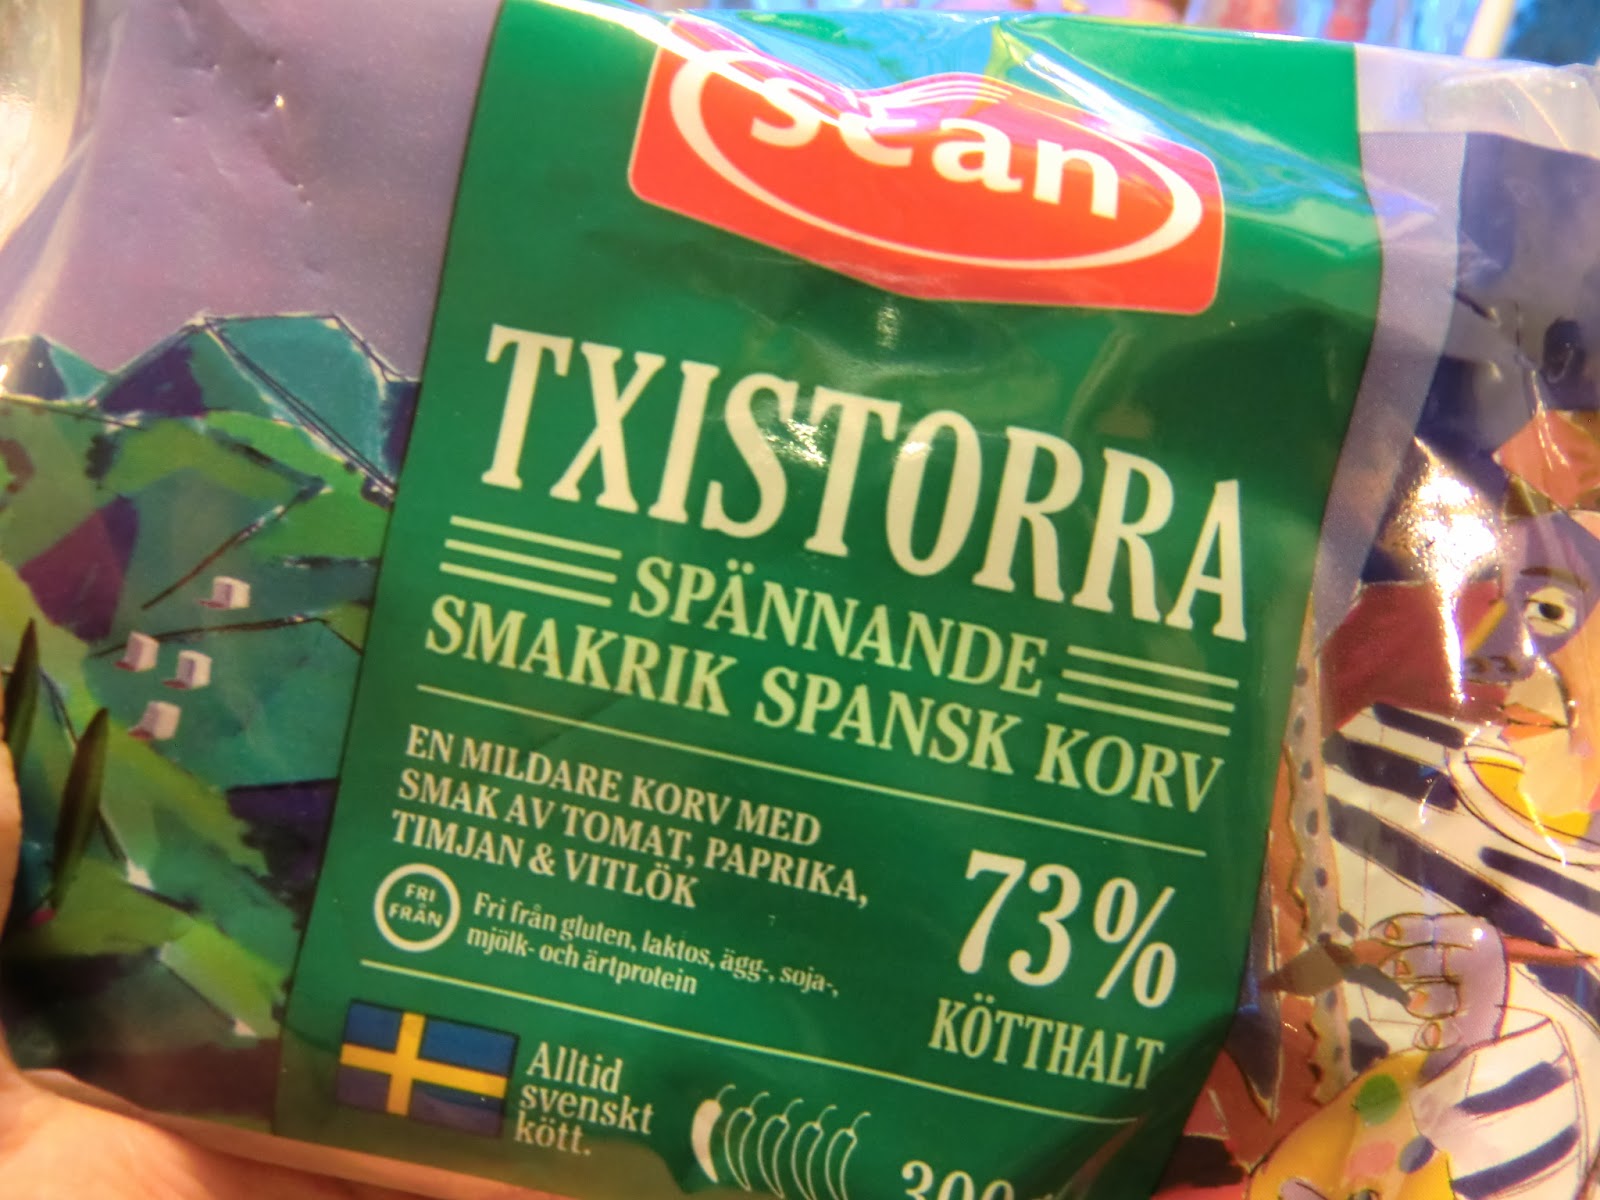 scan
TXISTORRA
SPÄNNANDE
SMAKRIK SPANSK KORV
EN MILDARE KORV MED
SMAK AV TOMAT, PAPRIKA,
TIMJAN & VITLÖK
FRI
FRÅN
Fri från gluten, laktos, ägg-, soja-,
mjölk- och ärtprotein
73%
KÖTTHALT
Alltid
svenskt
kött.
300